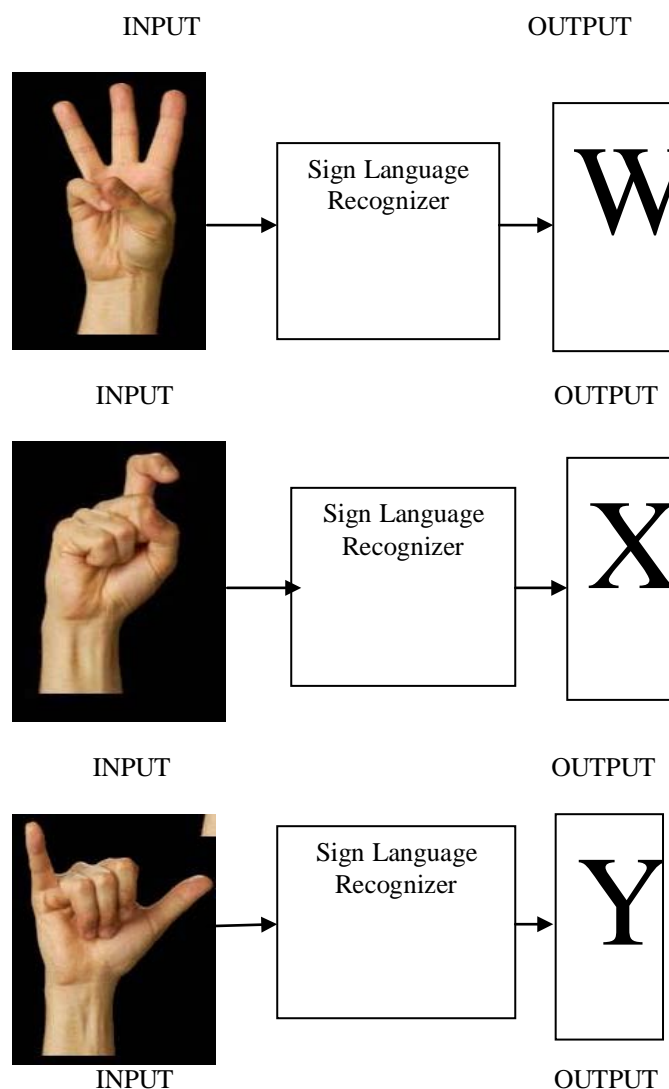 INPUT OUTPUT
Sign Language
Recognizer
W
INPUT OUTPUT
Sign Language
Recognizer
X
INPUT OUTPUT
Sign Language
Recognizer
Y
INPUT OUTPUT